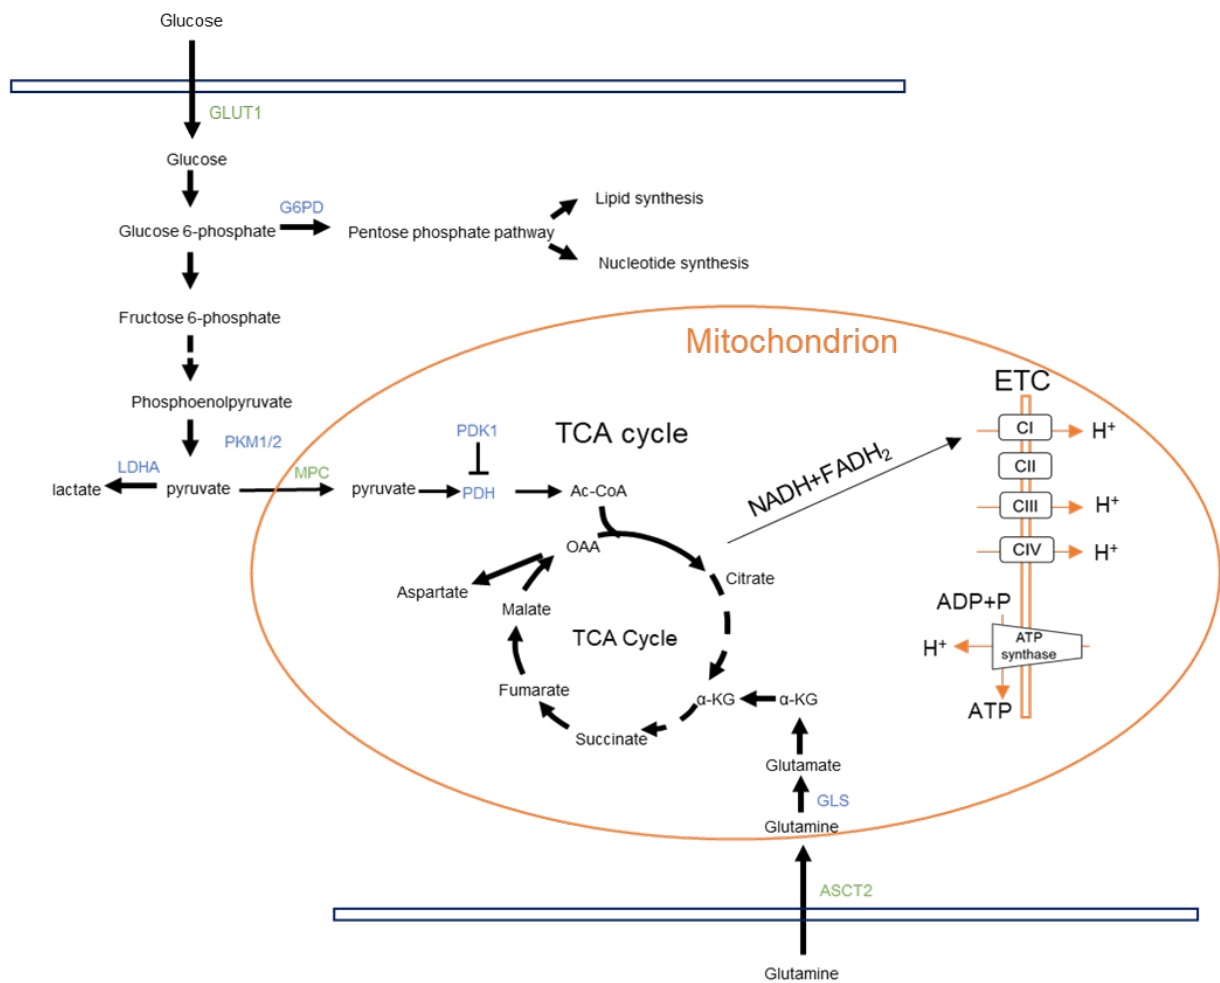 Glucose
GLUT1
Glucose
G6PD
Glucose 6-phosphate
Pentose phosphate pathway
Lipid synthesis
Nucleotide synthesis
Fructose 6-phosphate
Mitochondrion
ETC
Phosphoenolpyruvate
PKM1/2
LDHA
lactate
pyruvate
MPC
pyruvate
PDK1
PDH
TCA cycle
Ac-CoA
NADH+FADH₂
CI
H⁺
CII
CIII
H⁺
CIV
H⁺
OAA
Citrate
Aspartate
Malate
TCA Cycle
Fumarate
Succinate
α-KG
α-KG
ADP+P
H⁺
ATP
synthase
ATP
Glutamate
GLS
Glutamine
ASCT2
Glutamine